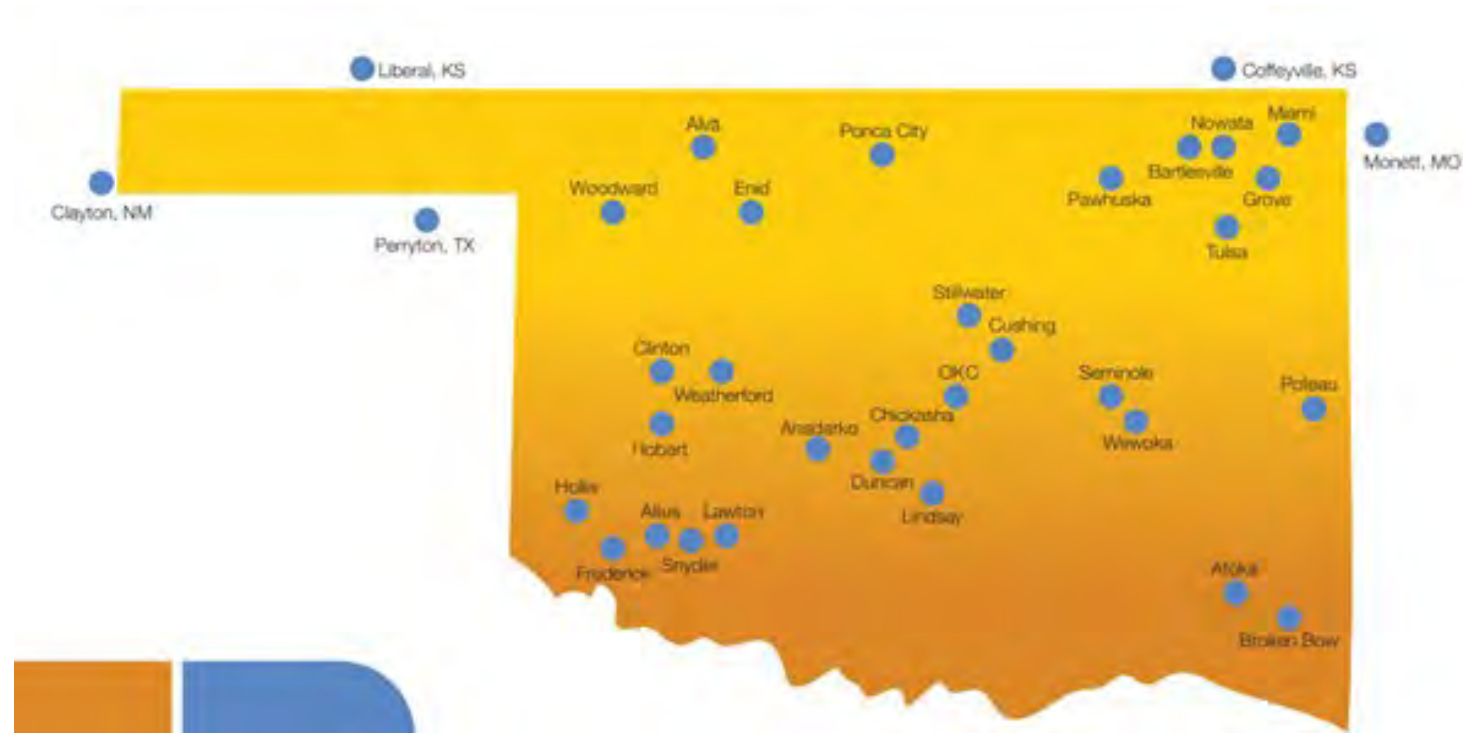 Liberal, KS
Coffeyville, KS
Miami
Alva
Ponca City
Nowata
Monett, MO
Bartlesville
Woodward
Enid
Pawhuska
Grove
Clayton, NM
Perryton, TX
Tulsa
Stillwater
Cushing
Clinton
OKC
Seminole
Poteau
Weatherford
Chickasha
Anadarko
Wewoka
Hobart
Duncan
Hollis
Lindsay
Altus
Lawton
Snyder
Frederick
Atoka
Broken Bow